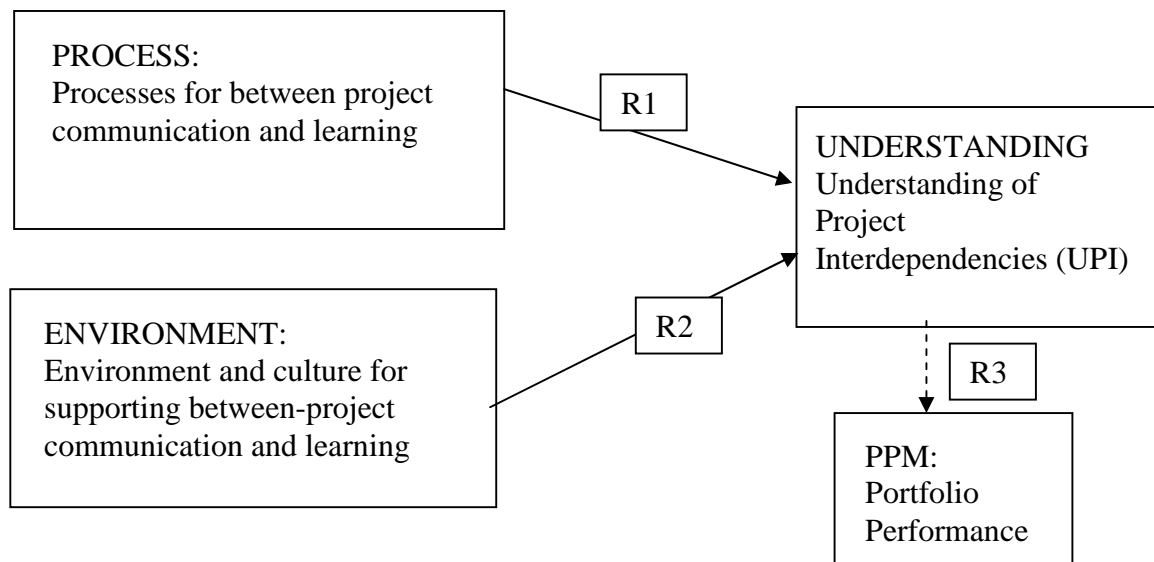 PROCESS:
Processes for between project
communication and learning
R1
UNDERSTANDING
Understanding of
Project
Interdependencies (UPI)
ENVIRONMENT:
Environment and culture for
supporting between-project
communication and learning
R2
R3
PPM:
Portfolio
Performance